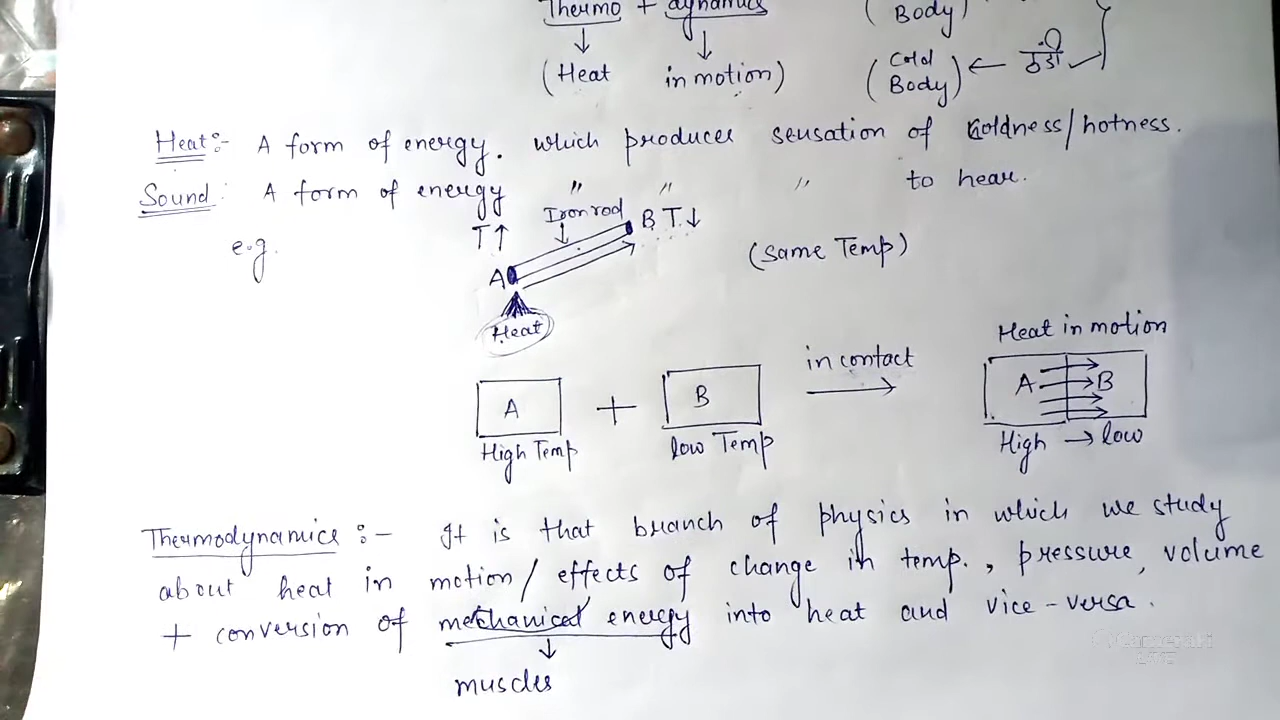 Thermo + dynamics
(Heat in motion)
Body)
(Cold Body) ←
Heat :- A form of energy. which produces sensation of Coldness/hotness.
Sound : A form of energy " " " to hear.
e.g.
T↑ Iron rod B T.↓
A
(Same Temp)
Heat
Heat in motion
in contact
A + B → A B
High Temp low Temp High → low
Thermodynamics :- It is that branch of physics in which we study
about heat in motion/effects of change in temp., pressure, volume
+ conversion of mechanical energy into heat and vice-versa.
↓
muscles